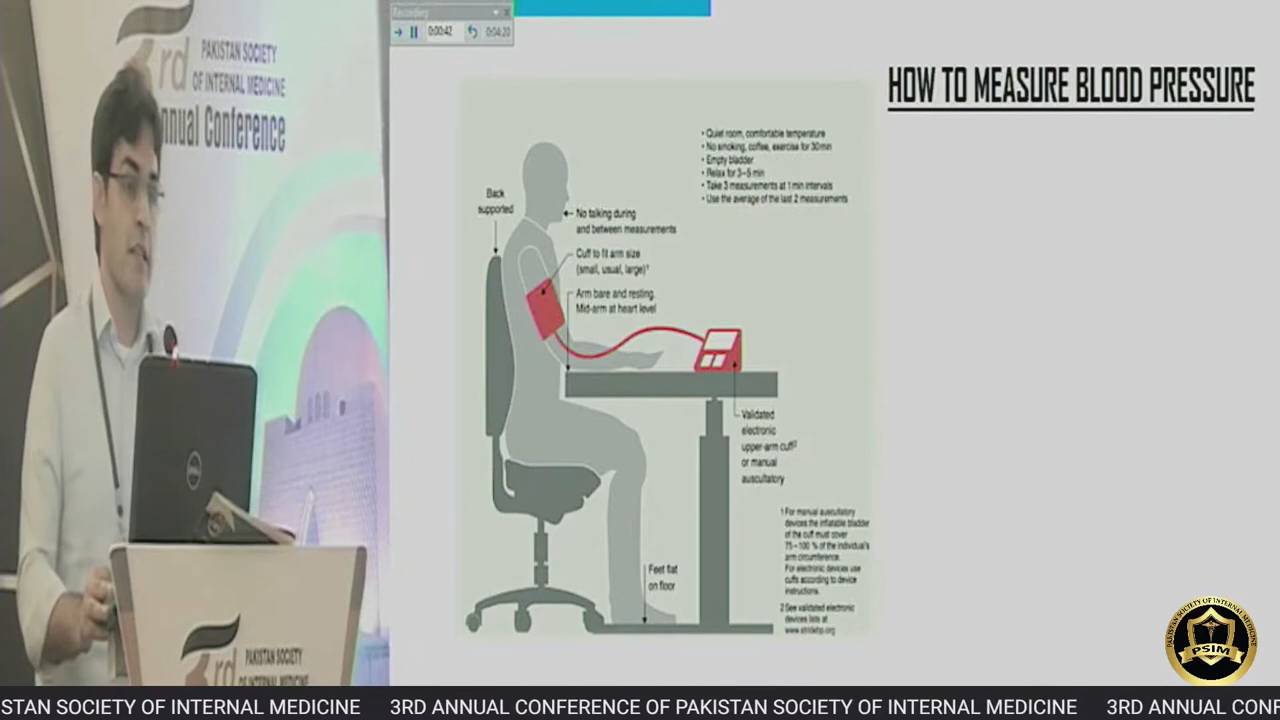 3rd
PAKISTAN SOCIETY
OF INTERNAL MEDICINE
Annual Conference
Recording
0:00:42
0:04:20
HOW TO MEASURE BLOOD PRESSURE
• Quiet room, comfortable temperature
• No smoking, coffee, exercise for 30 min
• Empty bladder
• Relax for 3–5 min
• Take 3 measurements at 1 min intervals
• Use the average of the last 2 measurements
Back
supported
No talking during
and between measurements
Cuff to fit arm size
(small, usual, large)¹
Arm bare and resting.
Mid-arm at heart level
Validated
electronic
upper-arm cuff²
or manual
auscultatory
Feet flat
on floor
1 For manual auscultatory
devices the inflatable bladder
of the cuff must cover
75–100 % of the individual's
arm circumference.
For electronic devices use
cuffs according to device
instructions.
2 See validated electronic
devices lists at
www.stridebp.org
DELL
3rd
PAKISTAN SOCIETY
OF INTERNAL MEDICINE
PAKISTAN SOCIETY OF INTERNAL MEDICINE
PSIM
STAN SOCIETY OF INTERNAL MEDICINE 3RD ANNUAL CONFERENCE OF PAKISTAN SOCIETY OF INTERNAL MEDICINE 3RD ANNUAL CONF